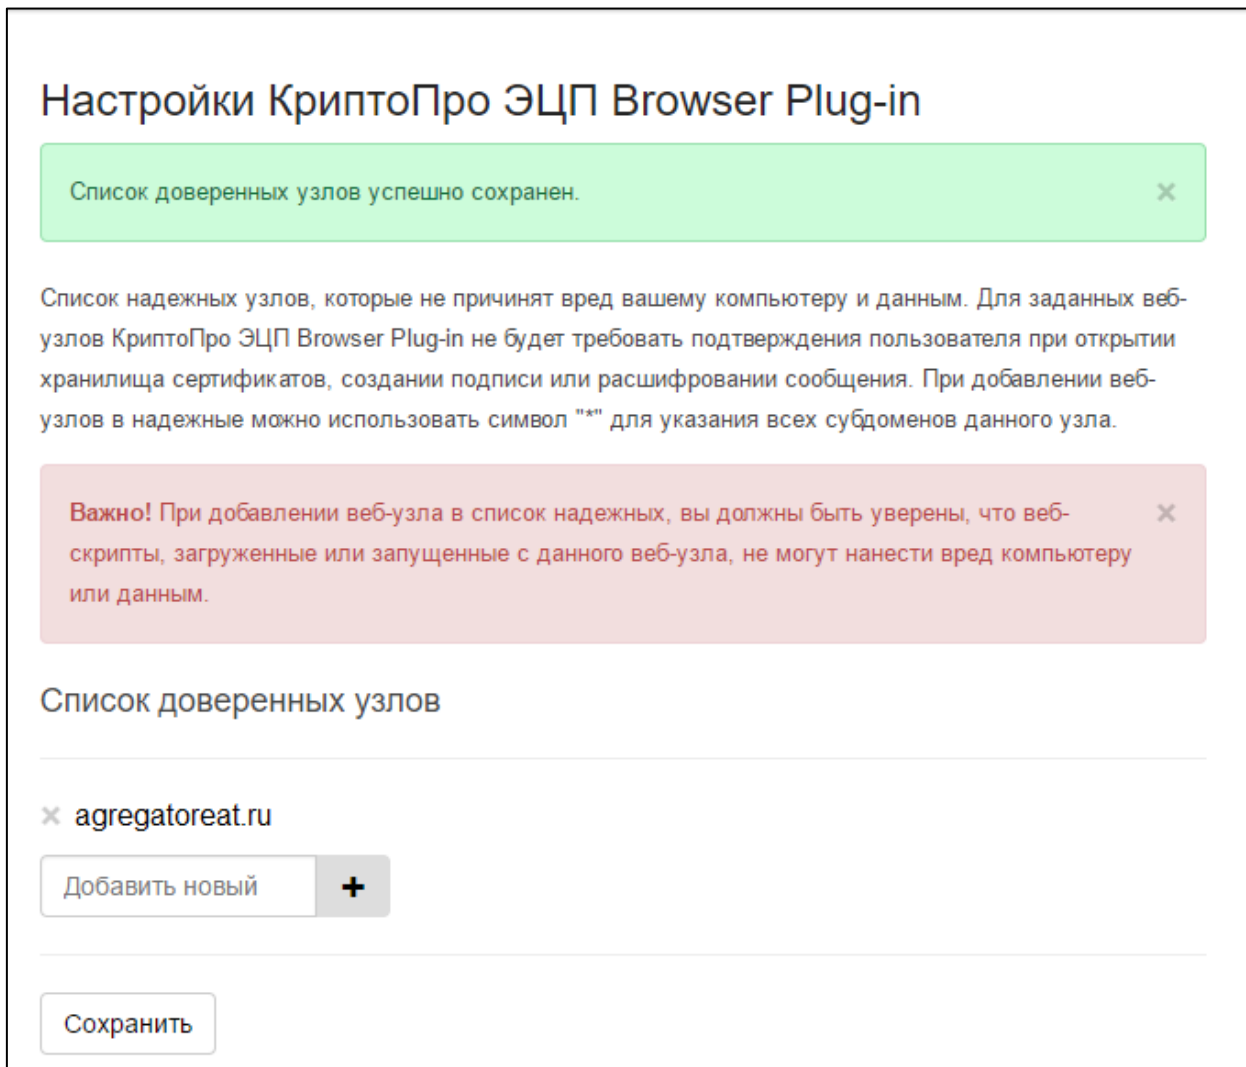 Настройки КриптоПро ЭЦП Browser Plug-in
Список доверенных узлов успешно сохранен.
Список надежных узлов, которые не причинят вред вашему компьютеру и данным. Для заданных веб-
узлов КриптоПро ЭЦП Browser Plug-in не будет требовать подтверждения пользователя при открытии
хранилища сертификатов, создании подписи или расшифровании сообщения. При добавлении веб-
узлов в надежные можно использовать символ "*" для указания всех субдоменов данного узла.
Важно! При добавлении веб-узла в список надежных, вы должны быть уверены, что веб-
скрипты, загруженные или запущенные с данного веб-узла, не могут нанести вред компьютеру
или данным.
Список доверенных узлов
agregatoreat.ru
Добавить новый
Сохранить